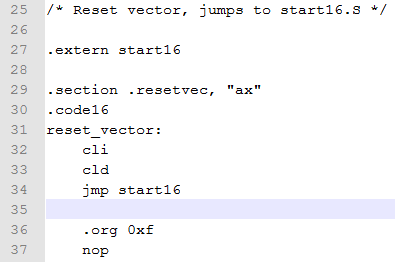 25 /* Reset vector, jumps to start16.S */
26
27 .extern start16
28
29 .section .resetvec, "ax"
30 .code16
31 reset_vector:
32     cli
33     cld
34     jmp start16
35
36     .org 0xf
37     nop